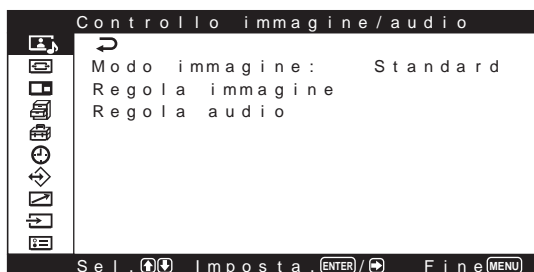 Controllo immagine/audio
Modo immagine: Standard
Regola immagine
Regola audio
Sel. Imposta. ENTER/ Fine MENU